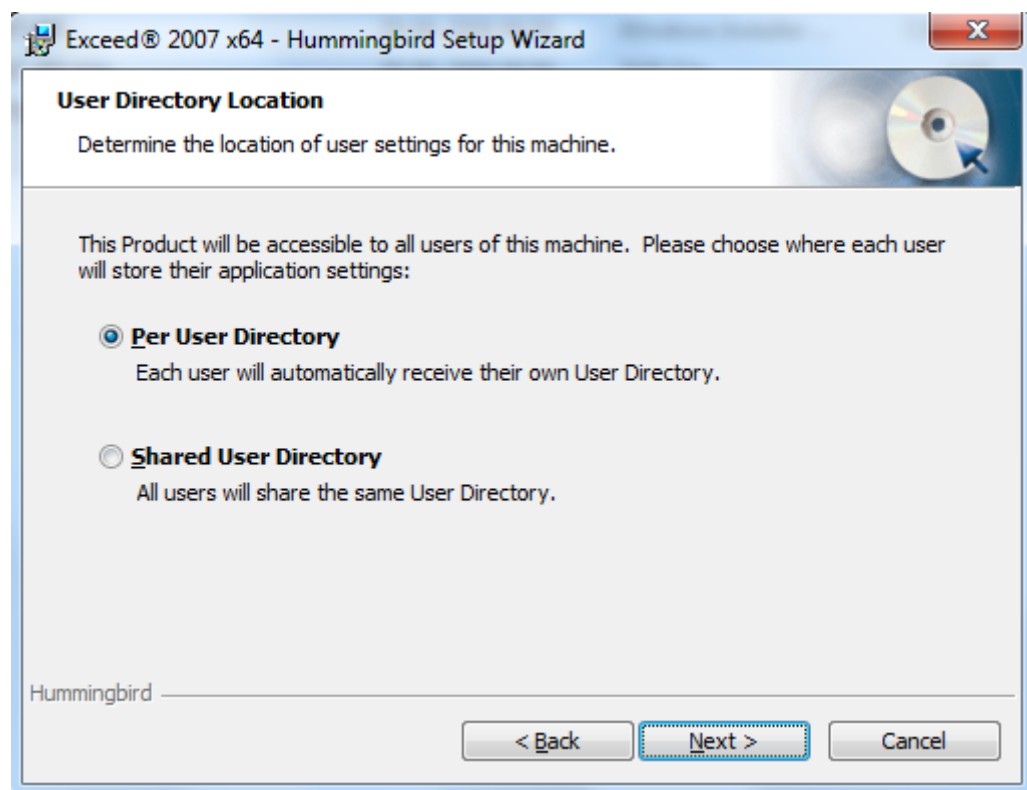 Exceed® 2007 x64 - Hummingbird Setup Wizard
User Directory Location
Determine the location of user settings for this machine.
This Product will be accessible to all users of this machine. Please choose where each user
will store their application settings:
Per User Directory
Each user will automatically receive their own User Directory.
Shared User Directory
All users will share the same User Directory.
Hummingbird
< Back Next > Cancel